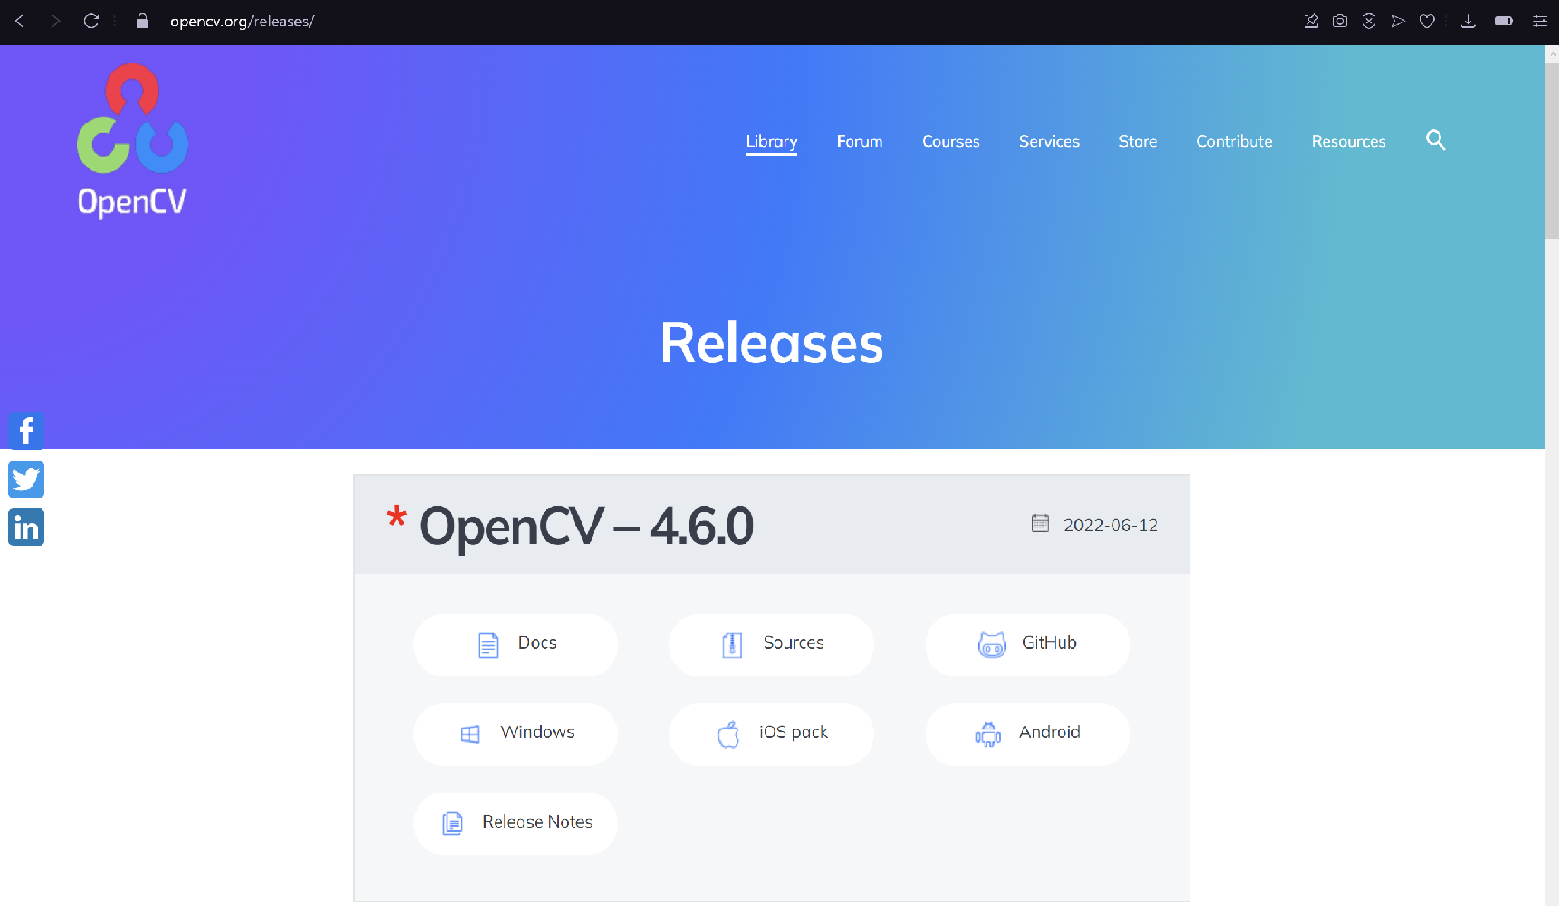 opencv.org/releases/
OpenCV
Library Forum Courses Services Store Contribute Resources
Releases
f
in
* OpenCV – 4.6.0 2022-06-12
Docs Sources GitHub
Windows iOS pack Android
Release Notes